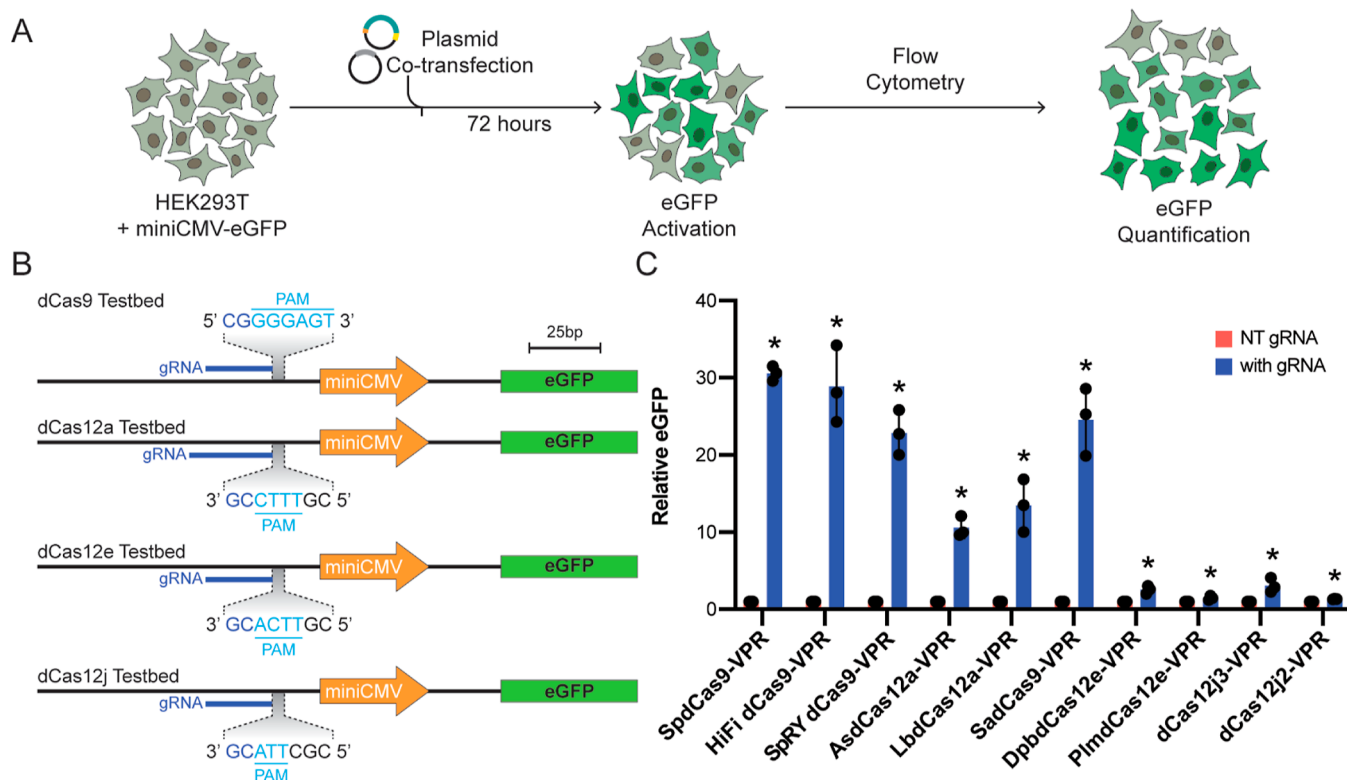 A
Plasmid
Co-transfection
72 hours
Flow
Cytometry
HEK293T
+ miniCMV-eGFP
eGFP
Activation
eGFP
Quantification
B
dCas9 Testbed
PAM
5’ CGGGGAGT 3’
25bp
gRNA
miniCMV
eGFP
dCas12a Testbed
miniCMV
eGFP
gRNA
3’ GCCTTTGC 5’
PAM
dCas12e Testbed
miniCMV
eGFP
gRNA
3’ GCACTTGC 5’
PAM
dCas12j Testbed
miniCMV
eGFP
gRNA
3’ GCATTCGC 5’
PAM
C
Relative eGFP
40
30
20
10
0
* * * * * * * * * *
NT gRNA
with gRNA
SpdCas9-VPR
HiFi dCas9-VPR
SpRY dCas9-VPR
AsdCas12a-VPR
LbdCas12a-VPR
SadCas9-VPR
DpbdCas12e-VPR
PlmdCas12e-VPR
dCas12j3-VPR
dCas12j2-VPR